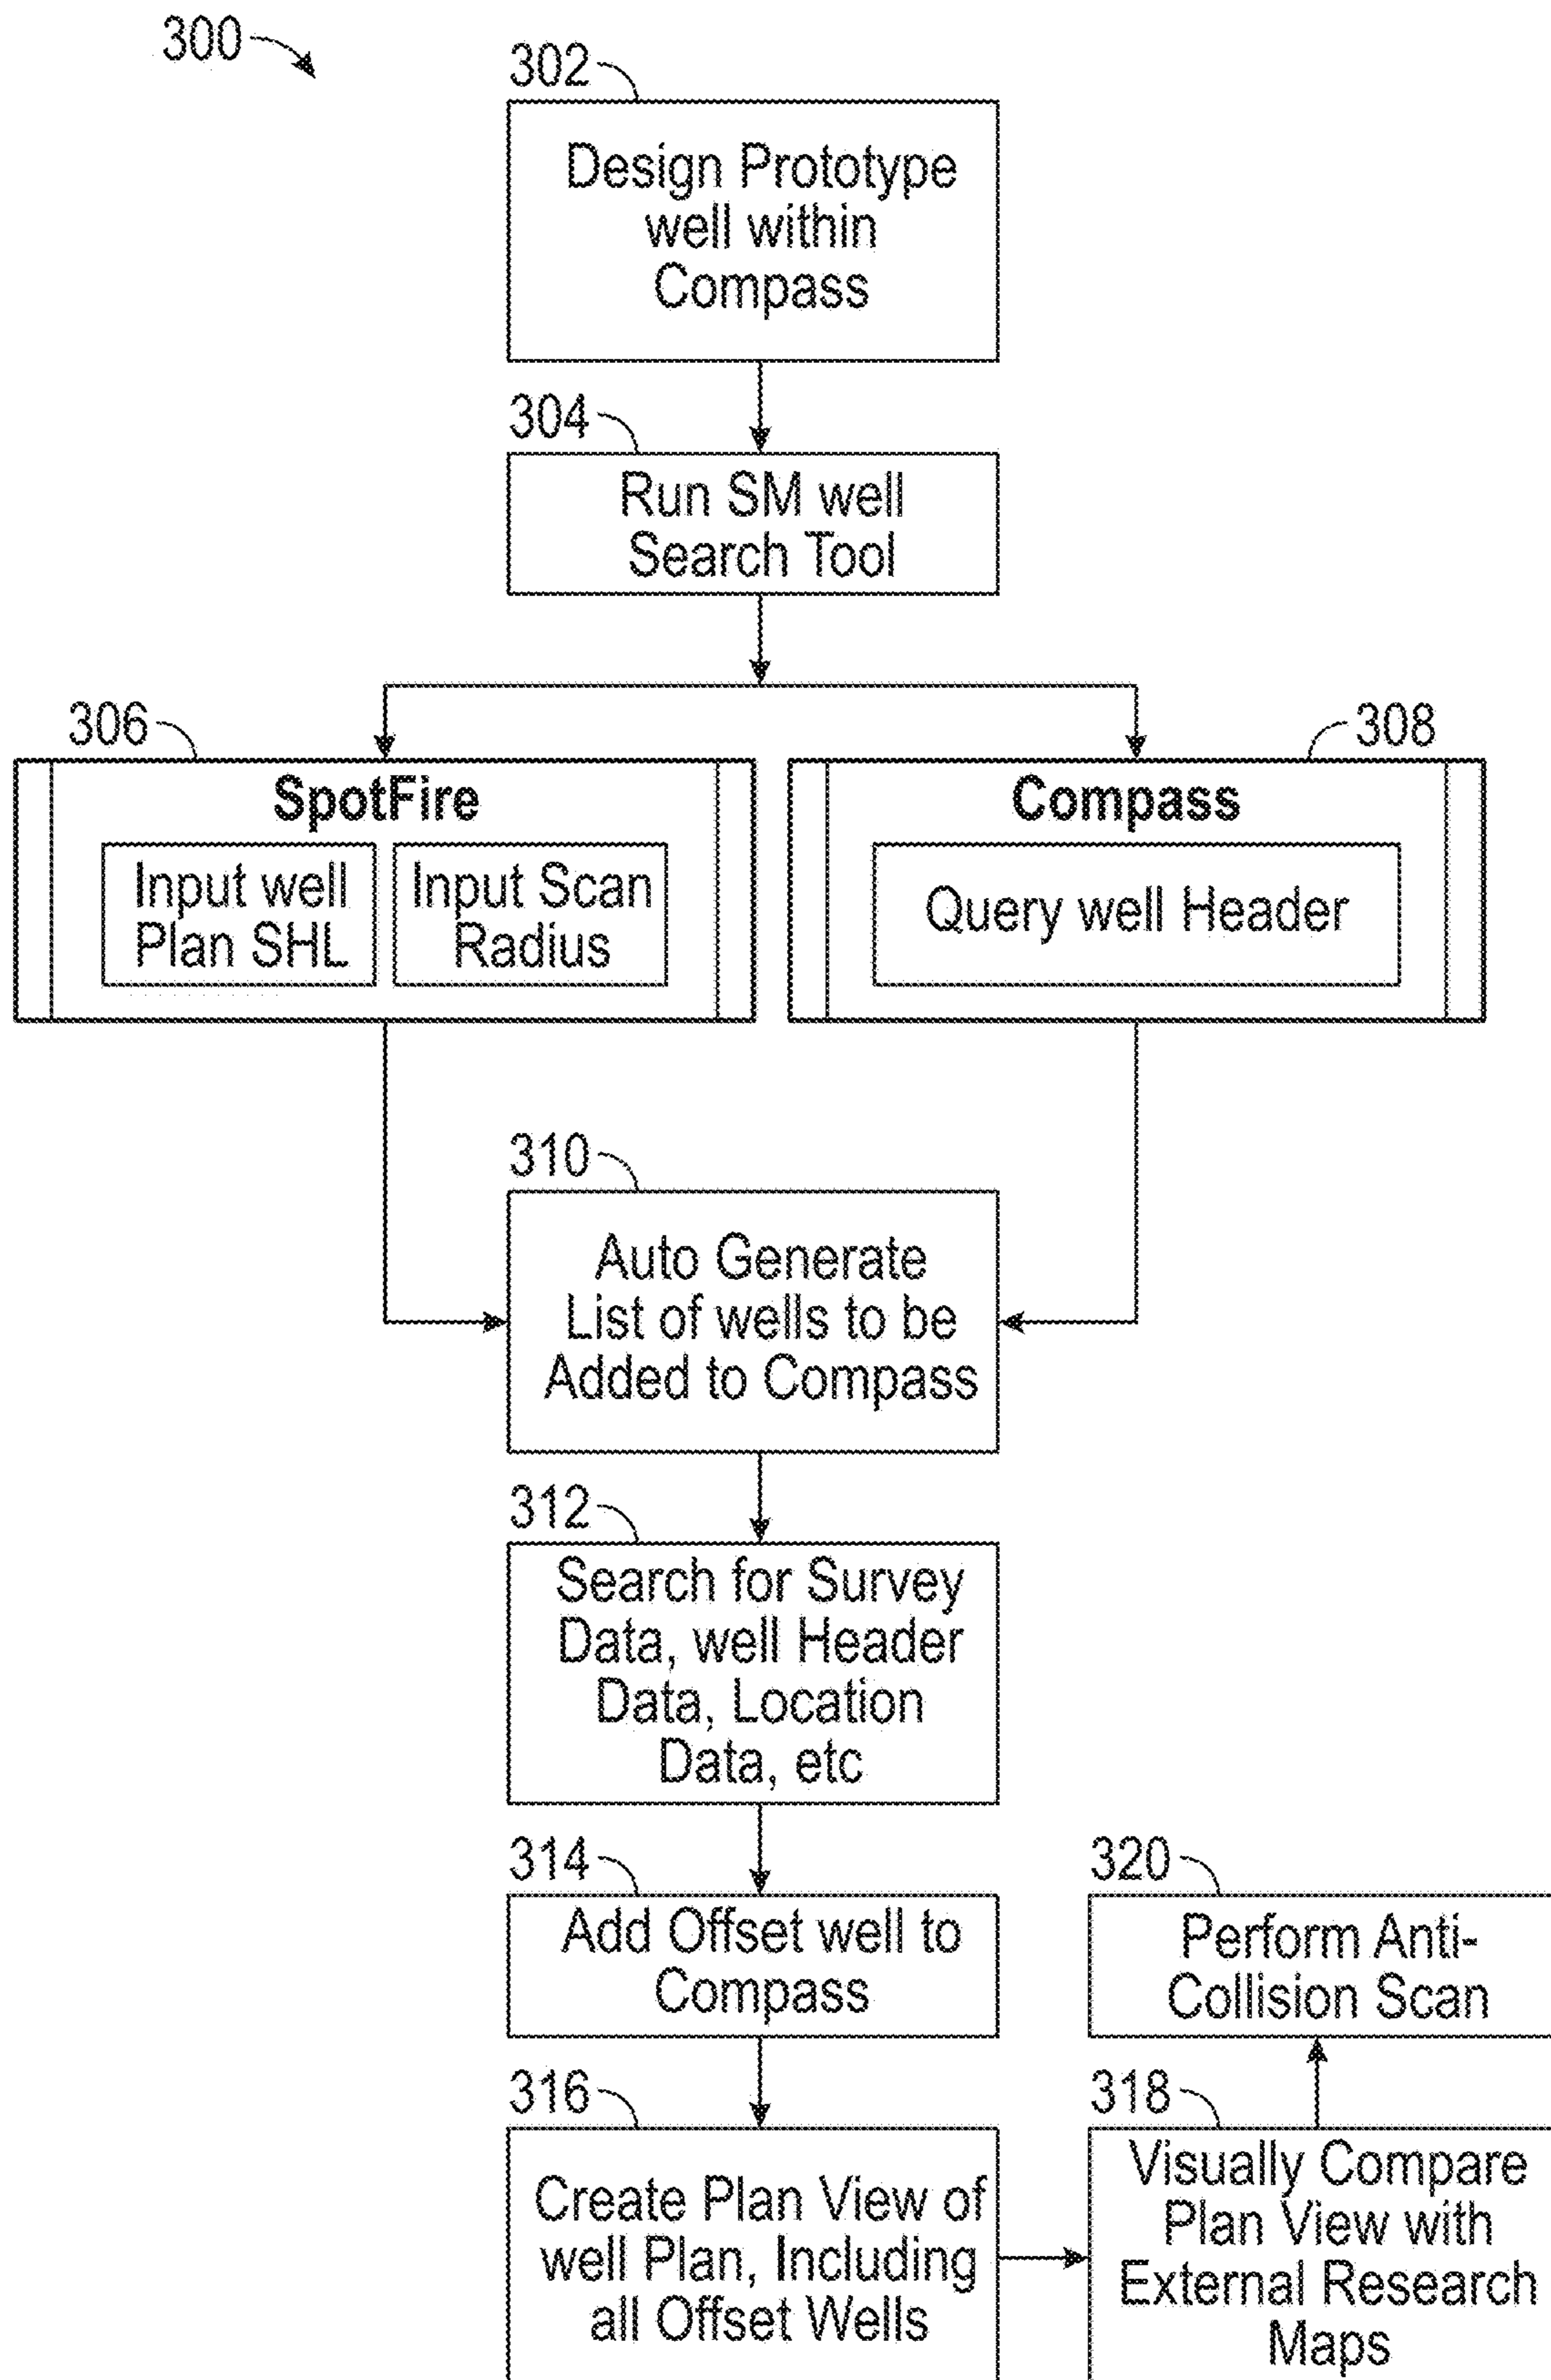 300
302
Design Prototype
well within
Compass
304
Run SM well
Search Tool
306
SpotFire
Input well
Plan SHL
Input Scan
Radius
308
Compass
Query well Header
310
Auto Generate
List of wells to be
Added to Compass
312
Search for Survey
Data, well Header
Data, Location
Data, etc
314
Add Offset well to
Compass
316
Create Plan View of
well Plan, Including
all Offset Wells
318
Visually Compare
Plan View with
External Research
Maps
320
Perform Anti-
Collision Scan